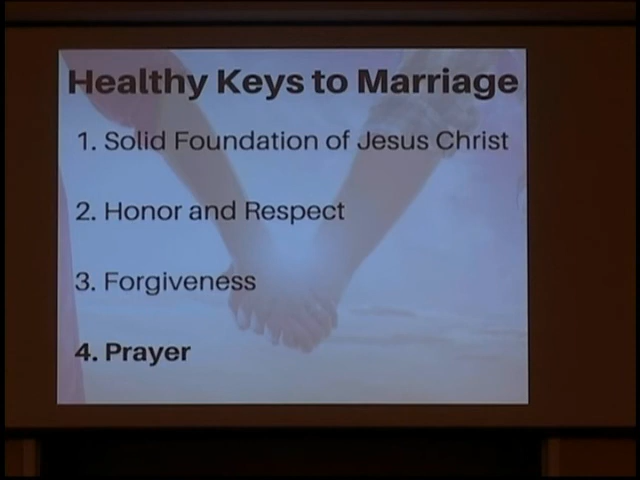 Healthy Keys to Marriage
1. Solid Foundation of Jesus Christ
2. Honor and Respect
3. Forgiveness
4. Prayer